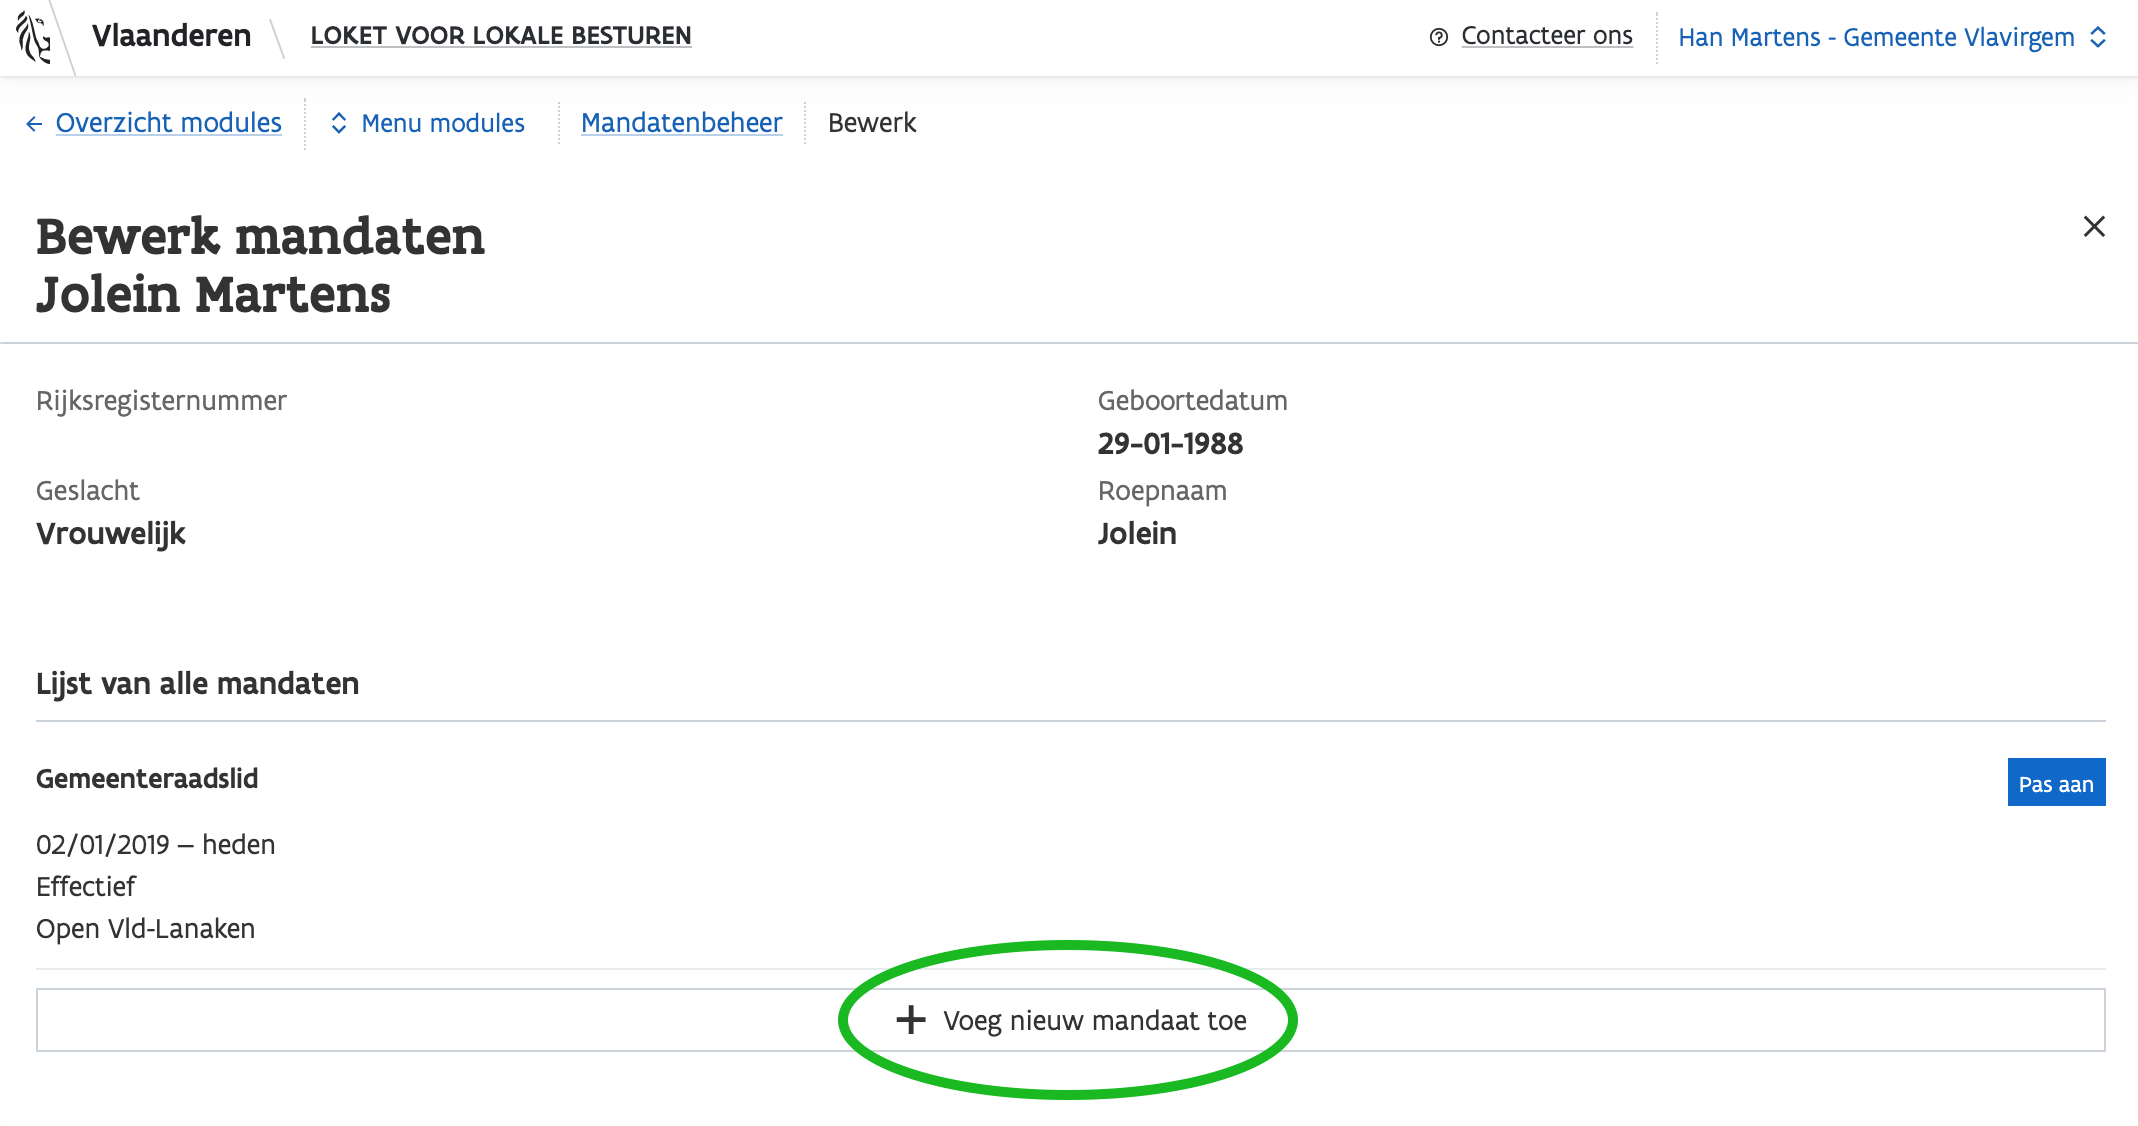 Vlaanderen
LOKET VOOR LOKALE BESTUREN
Contacteer ons
Han Martens - Gemeente Vlavirgem
Overzicht modules
Menu modules
Mandatenbeheer
Bewerk
Bewerk mandaten
Jolein Martens
Rijksregisternummer
Geboortedatum
29-01-1988
Geslacht
Vrouwelijk
Roepnaam
Jolein
Lijst van alle mandaten
Gemeenteraadslid
Pas aan
02/01/2019 – heden
Effectief
Open Vld-Lanaken
Voeg nieuw mandaat toe